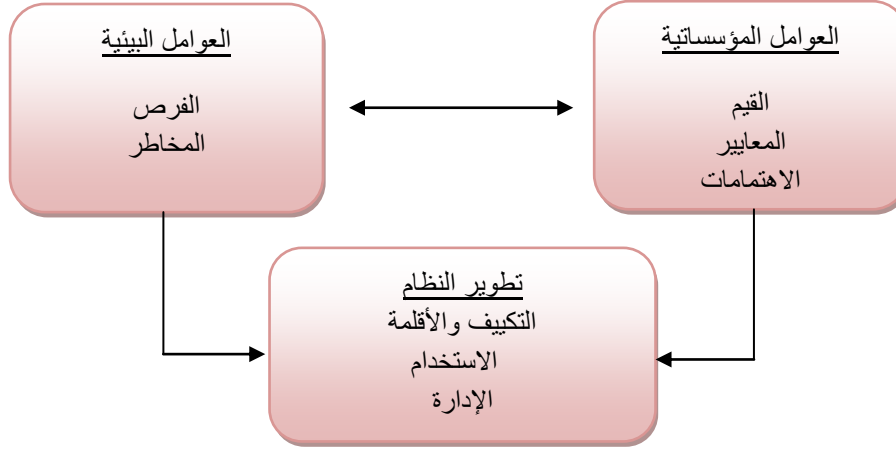 العوامل المؤسساتية
القيم
المعايير
الاهتمامات
العوامل البيئية
الفرص
المخاطر
تطوير النظام
التكييف والأقلمة
الاستخدام
الإدارة